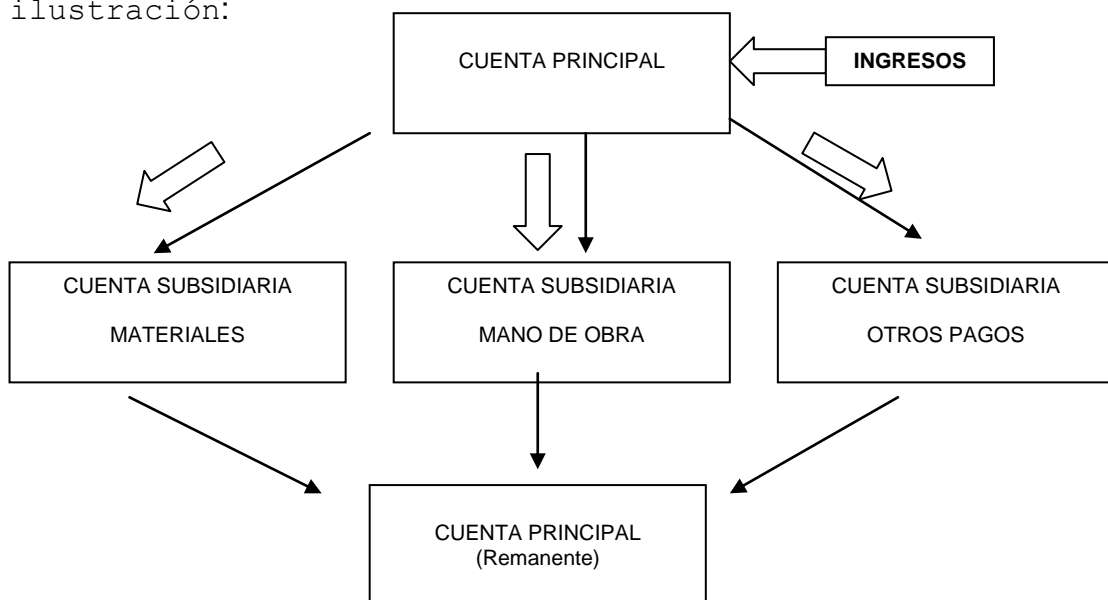 ilustración:
CUENTA PRINCIPAL
INGRESOS
CUENTA SUBSIDIARIA
MATERIALES
CUENTA SUBSIDIARIA
MANO DE OBRA
CUENTA SUBSIDIARIA
OTROS PAGOS
CUENTA PRINCIPAL
(Remanente)